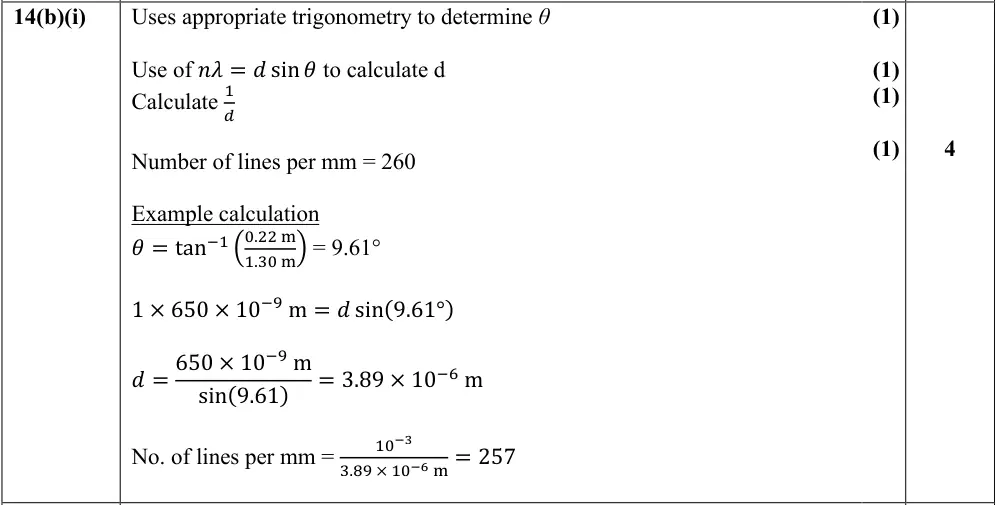 14(b)(i) Uses appropriate trigonometry to determine θ (1)
Use of 𝑛𝜆 = 𝑑 sin 𝜃 to calculate d (1)
Calculate 1/𝑑 (1)
Number of lines per mm = 260 (1) 4
Example calculation
𝜃 = tan⁻¹ (0.22 m/1.30 m) = 9.61°
1 × 650 × 10⁻⁹ m = 𝑑 sin(9.61°)
𝑑 = 650 × 10⁻⁹ m/sin(9.61) = 3.89 × 10⁻⁶ m
No. of lines per mm = 10⁻³/3.89 × 10⁻⁶ m = 257